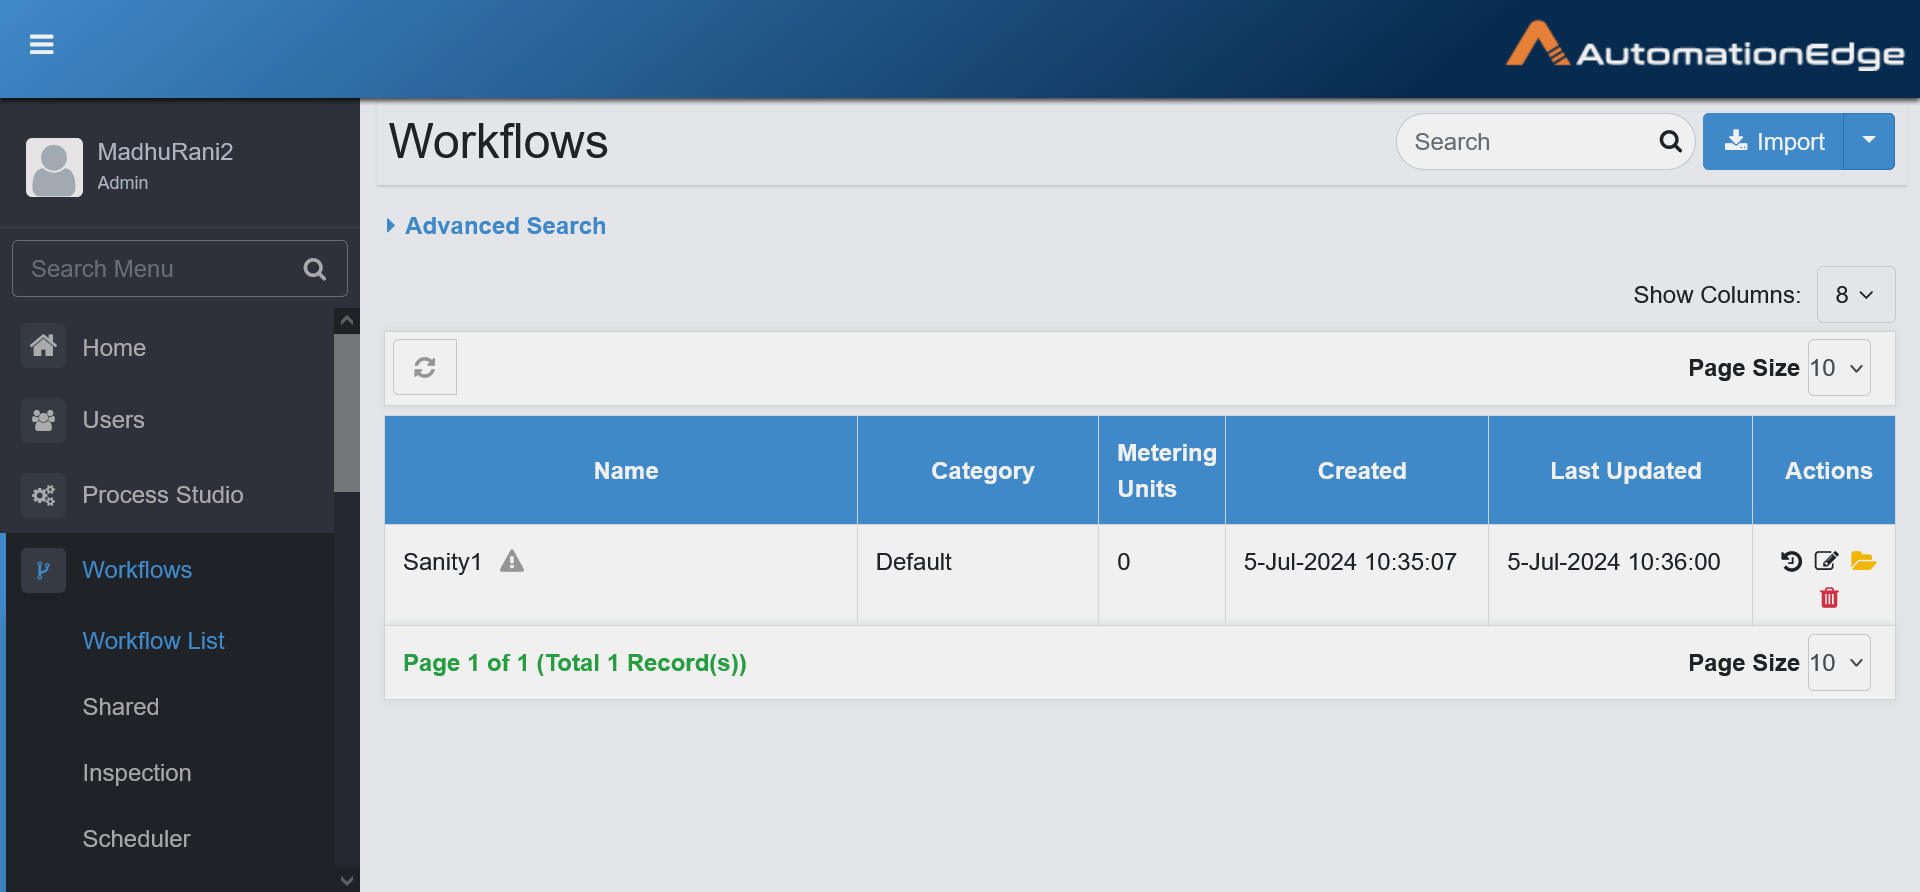 AutomationEdge
MadhuRani2
Admin
Search Menu
Home
Users
Process Studio
Workflows
Workflow List
Shared
Inspection
Scheduler
Workflows
Search
Import
Advanced Search
Show Columns: 8
Page Size 10
Name Category Metering Units Created Last Updated Actions
Sanity1 Default 0 5-Jul-2024 10:35:07 5-Jul-2024 10:36:00
Page 1 of 1 (Total 1 Record(s))
Page Size 10